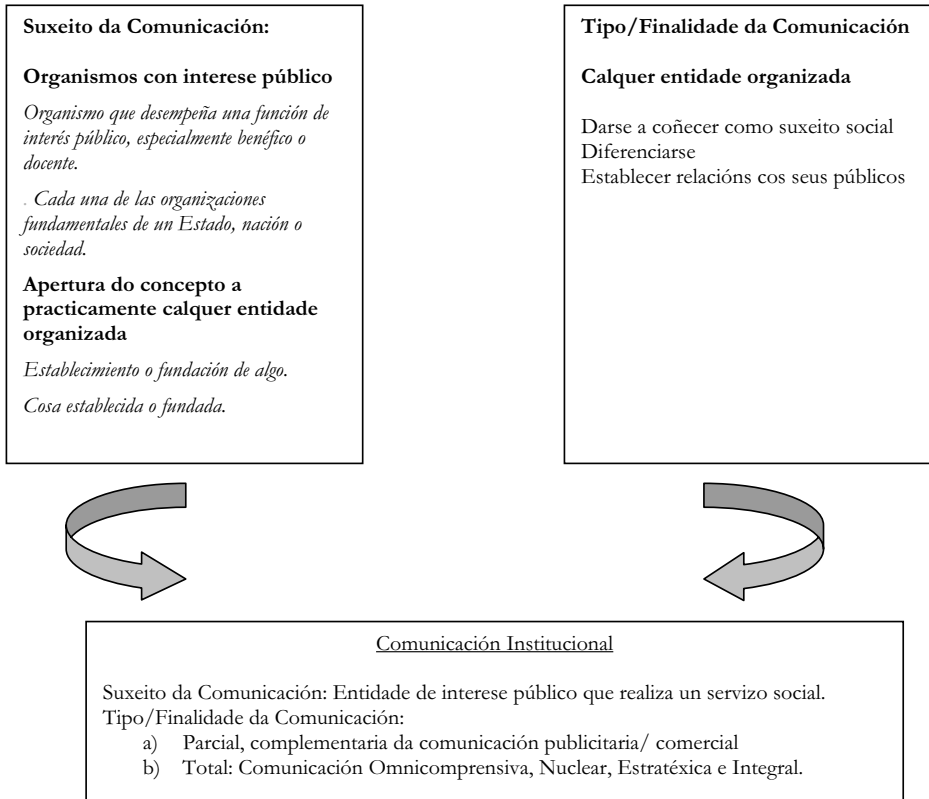 Suxeito da Comunicación:
Organismos con interese público
Organismo que desempeña una función de
interés público, especialmente benéfico o
docente.
. Cada una de las organizaciones
fundamentales de un Estado, nación o
sociedad.
Apertura do concepto a
practicamente calquer entidade
organizada
Establecimiento o fundación de algo.
Cosa establecida o fundada.
Tipo/Finalidade da Comunicación
Calquer entidade organizada
Darse a coñecer como suxeito social
Diferenciarse
Establecer relacións cos seus públicos
Comunicación Institucional
Suxeito da Comunicación: Entidade de interese público que realiza un servizo social.
Tipo/Finalidade da Comunicación:
a) Parcial, complementaria da comunicación publicitaria/ comercial
b) Total: Comunicación Omnicomprensiva, Nuclear, Estratéxica e Integral.